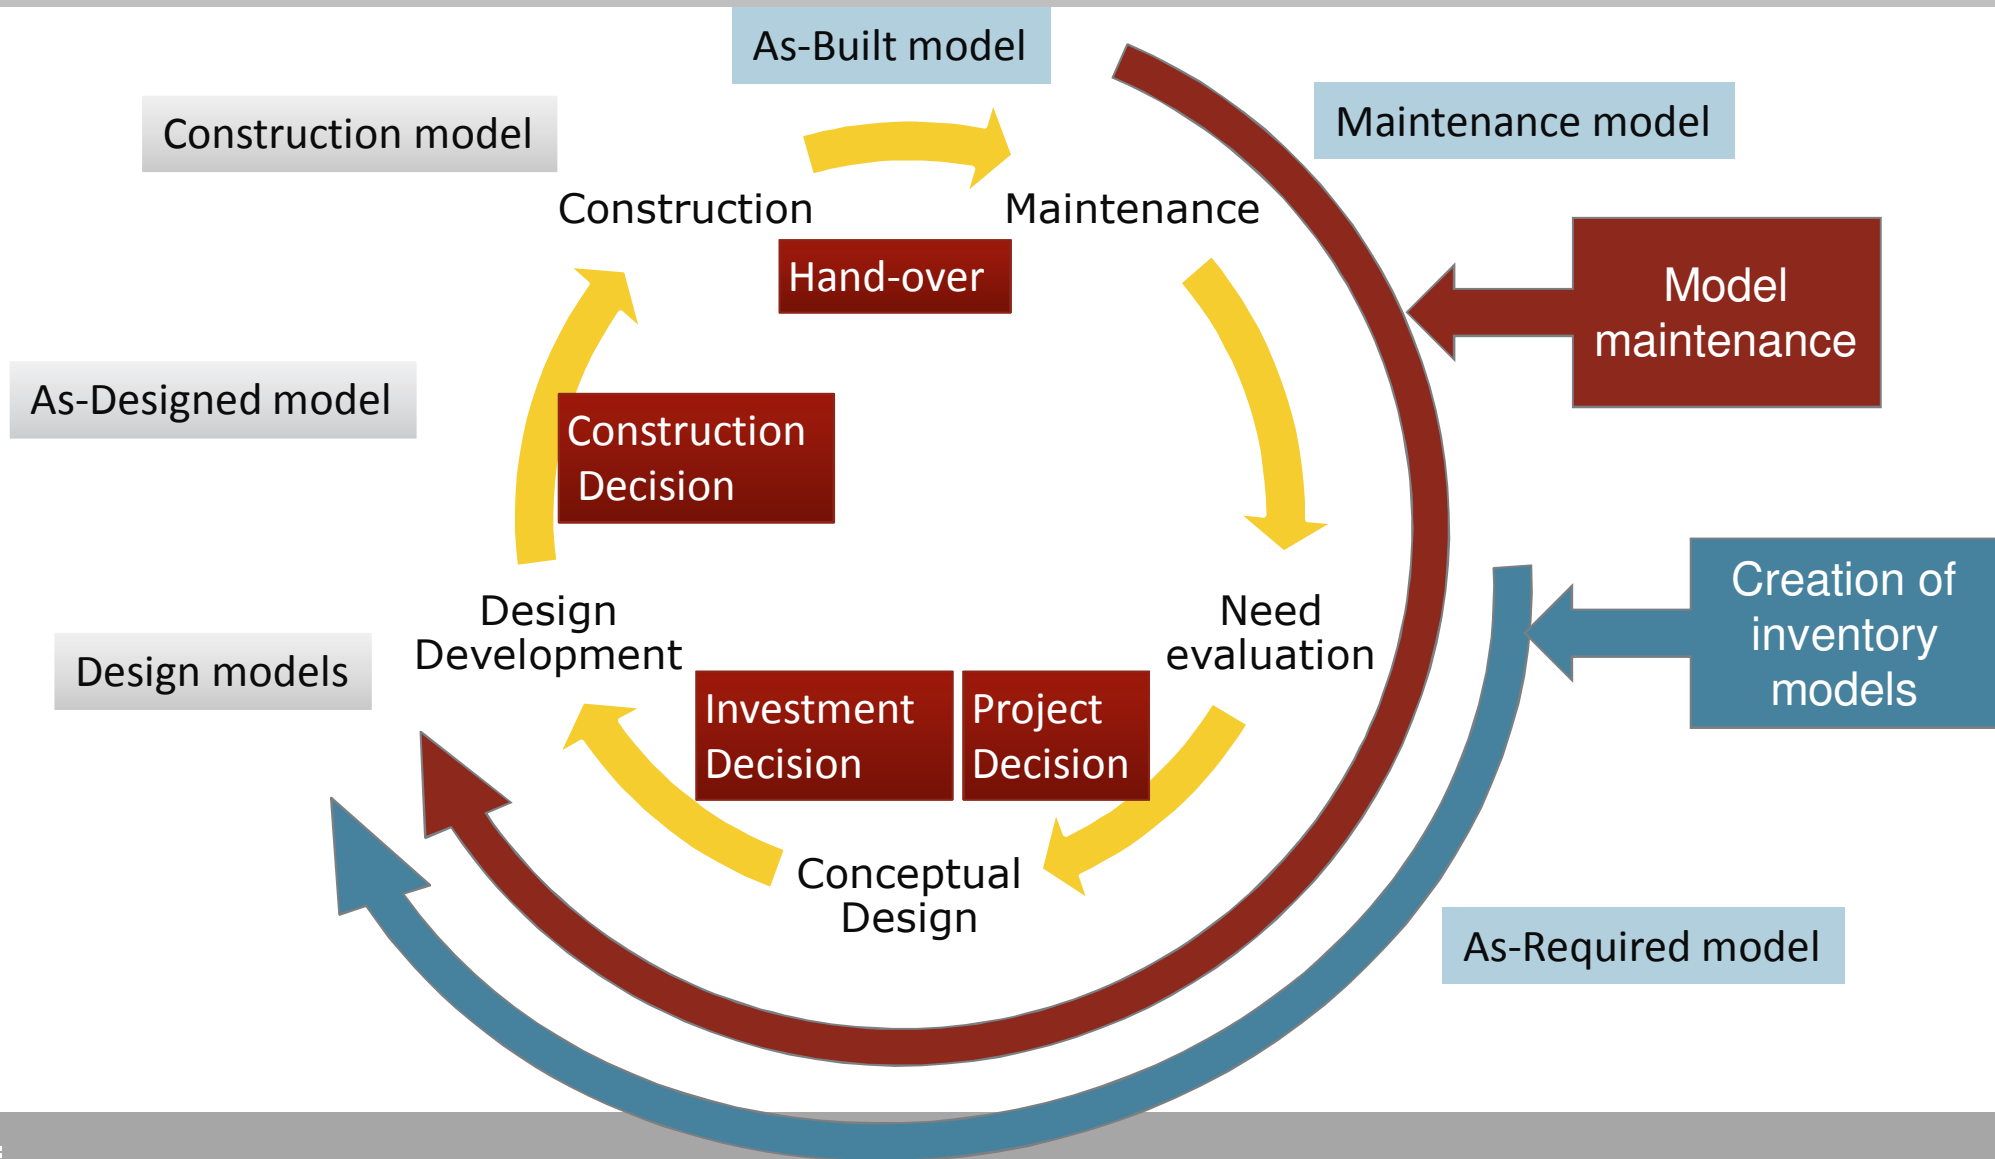 As-Built model
Construction model
Maintenance model
Construction
Maintenance
Hand-over
Model
maintenance
As-Designed model
Construction
Decision
Design
Development
Need
evaluation
Creation of
inventory
models
Design models
Investment
Decision
Project
Decision
Conceptual
Design
As-Required model